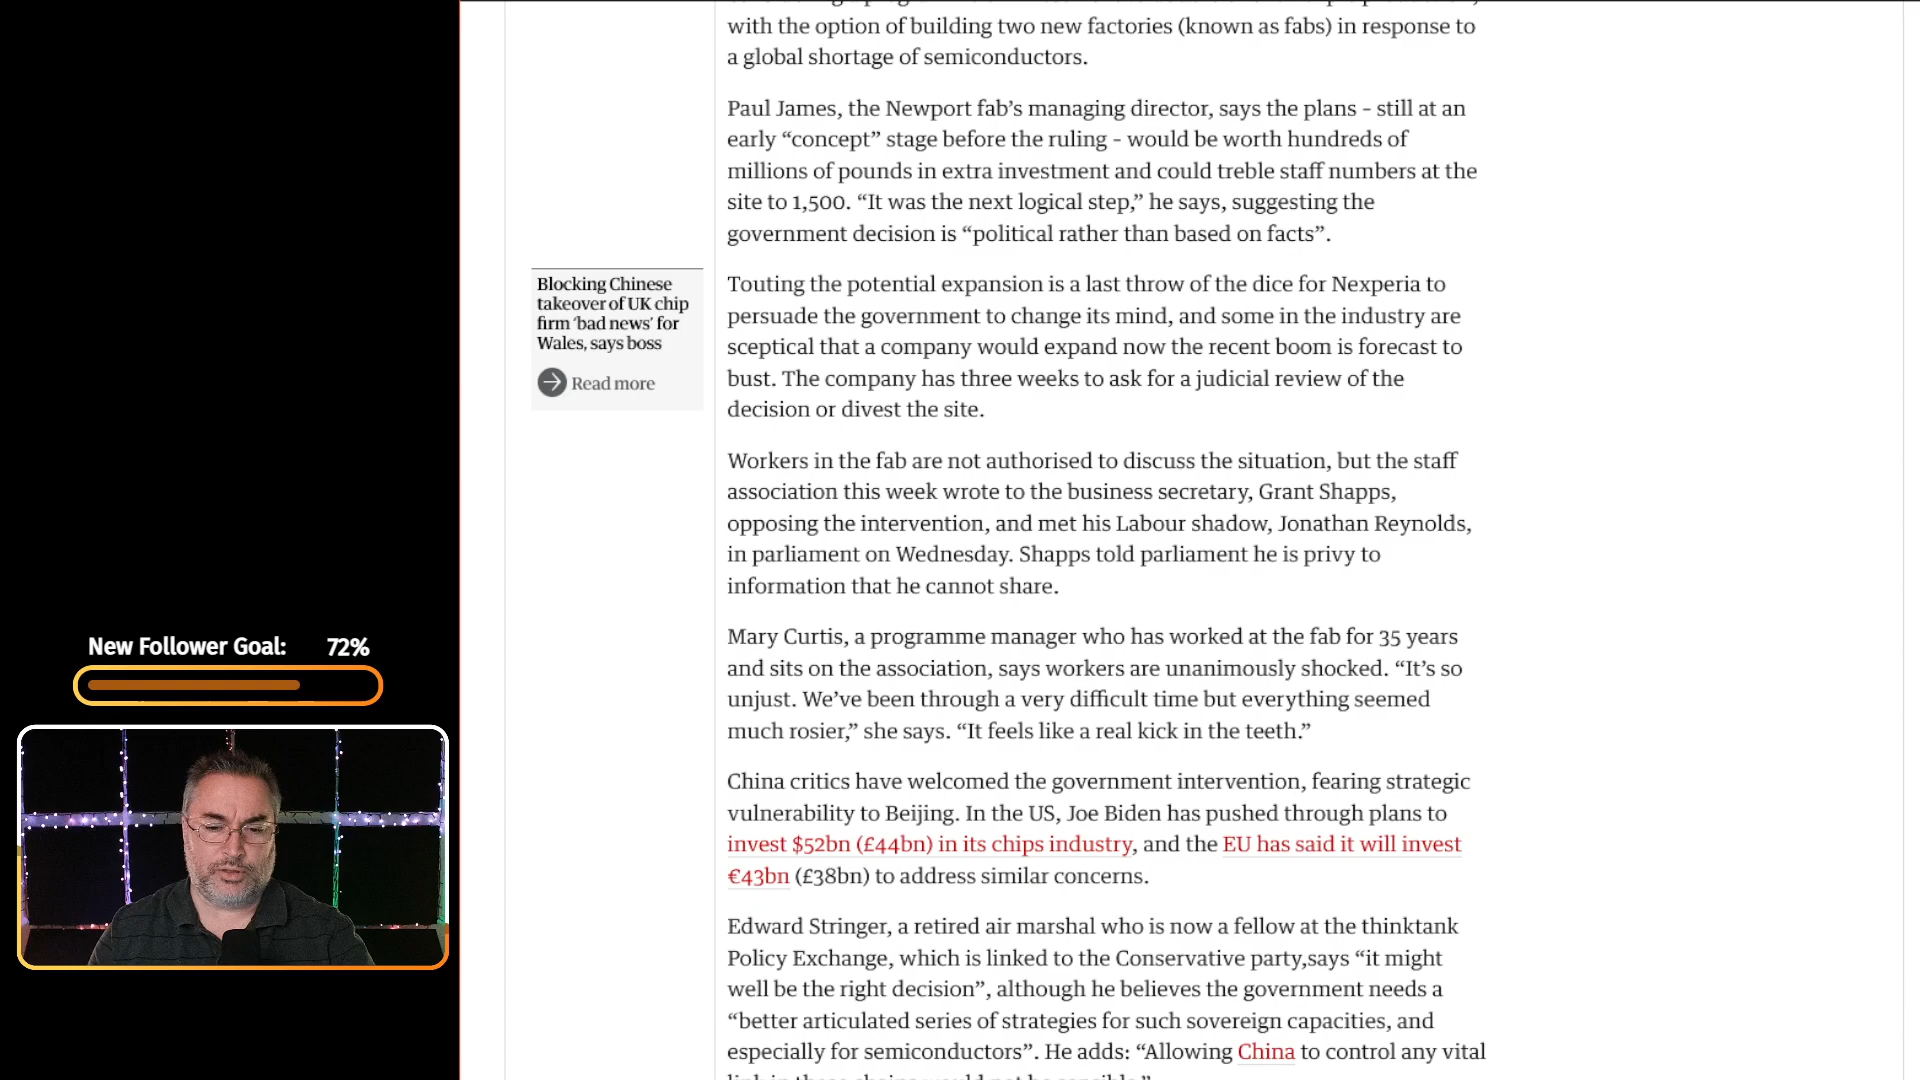 with the option of building two new factories (known as fabs) in response to
a global shortage of semiconductors.
Paul James, the Newport fab’s managing director, says the plans – still at an
early “concept” stage before the ruling – would be worth hundreds of
millions of pounds in extra investment and could treble staff numbers at the
site to 1,500. “It was the next logical step,” he says, suggesting the
government decision is “political rather than based on facts”.
Blocking Chinese
takeover of UK chip
firm ‘bad news’ for
Wales, says boss
Read more
Touting the potential expansion is a last throw of the dice for Nexperia to
persuade the government to change its mind, and some in the industry are
sceptical that a company would expand now the recent boom is forecast to
bust. The company has three weeks to ask for a judicial review of the
decision or divest the site.
Workers in the fab are not authorised to discuss the situation, but the staff
association this week wrote to the business secretary, Grant Shapps,
opposing the intervention, and met his Labour shadow, Jonathan Reynolds,
in parliament on Wednesday. Shapps told parliament he is privy to
information that he cannot share.
Mary Curtis, a programme manager who has worked at the fab for 35 years
and sits on the association, says workers are unanimously shocked. “It’s so
unjust. We’ve been through a very difficult time but everything seemed
much rosier,” she says. “It feels like a real kick in the teeth.”
China critics have welcomed the government intervention, fearing strategic
vulnerability to Beijing. In the US, Joe Biden has pushed through plans to
invest $52bn (£44bn) in its chips industry, and the EU has said it will invest
€43bn (£38bn) to address similar concerns.
Edward Stringer, a retired air marshal who is now a fellow at the thinktank
Policy Exchange, which is linked to the Conservative party,says “it might
well be the right decision”, although he believes the government needs a
“better articulated series of strategies for such sovereign capacities, and
especially for semiconductors”. He adds: “Allowing China to control any vital
New Follower Goal: 72%